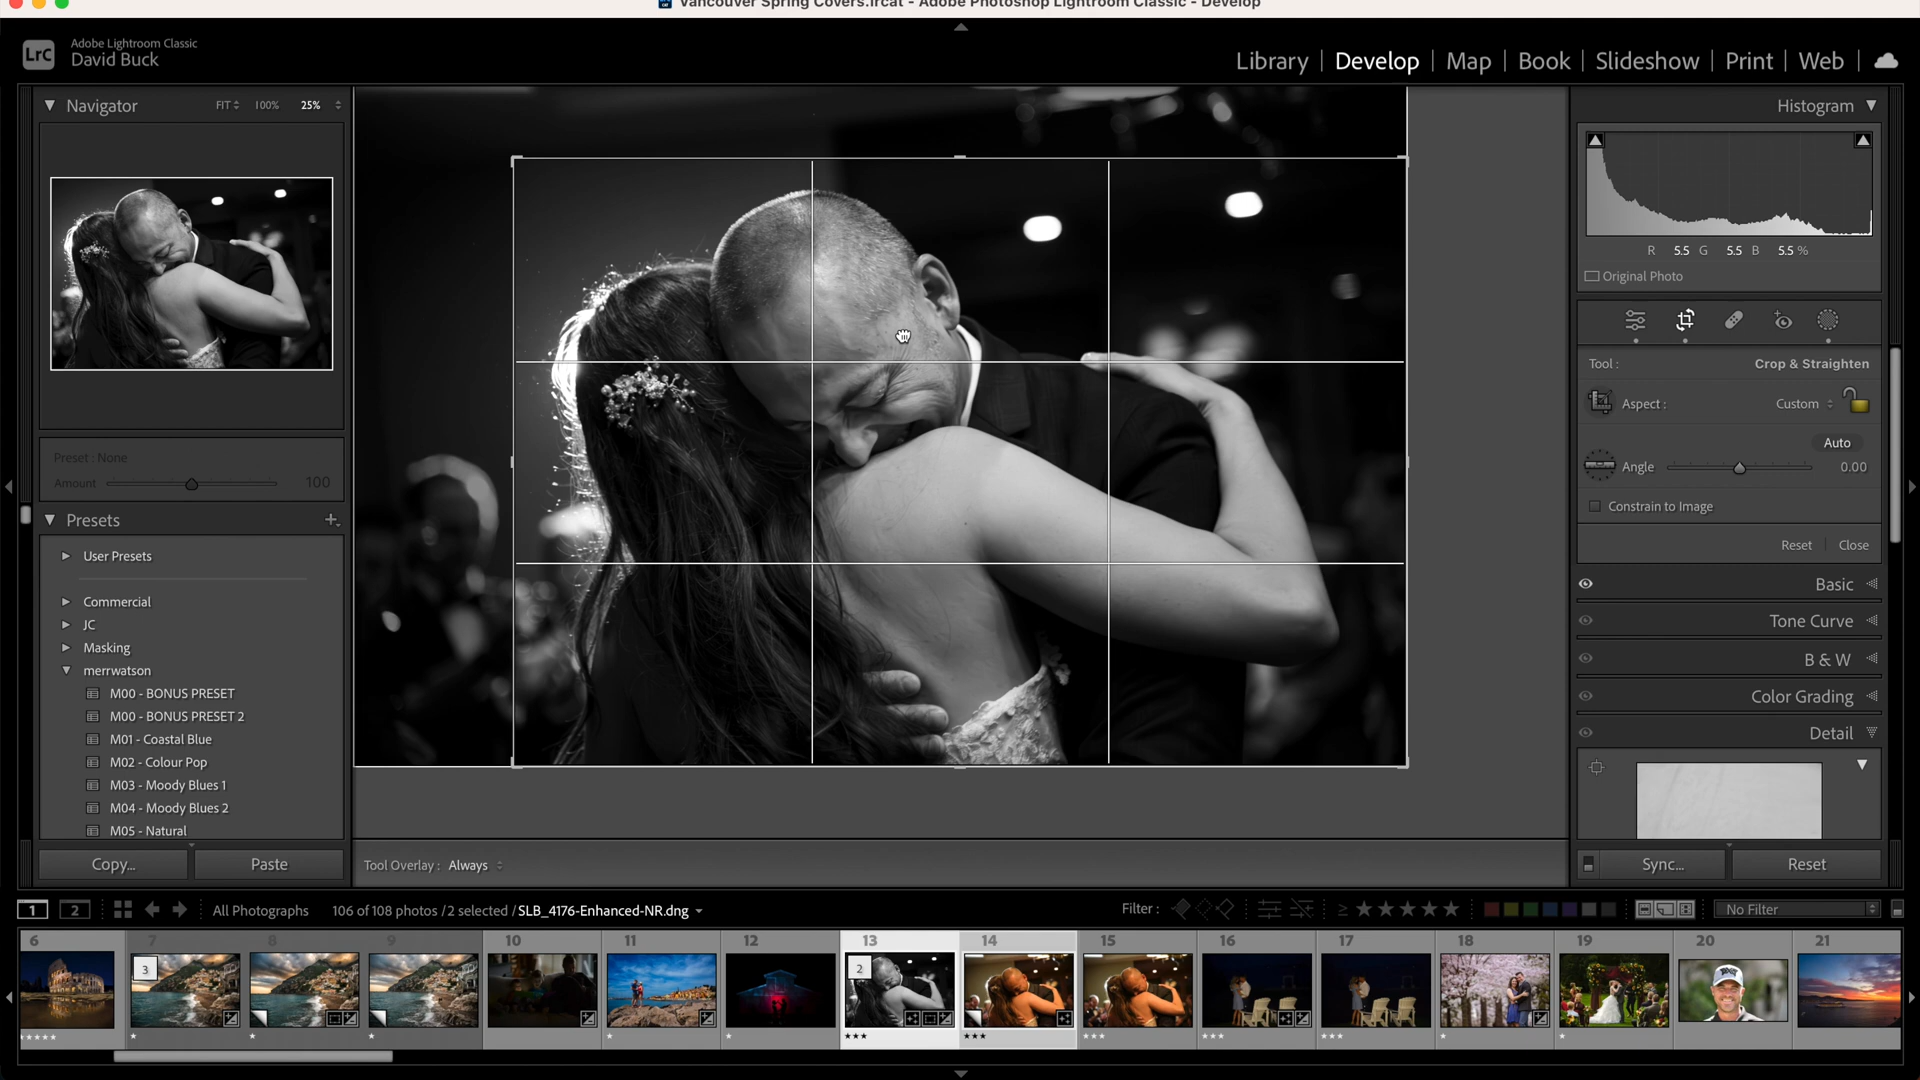 Vancouver Spring Covers.lrcat - Adobe Photoshop Lightroom Classic - Develop
LrC
Adobe Lightroom Classic
David Buck
Library | Develop | Map | Book | Slideshow | Print | Web
Navigator FIT 100% 25%
Histogram
R 5.5 G 5.5 B 5.5 %
Original Photo
Tool : Crop & Straighten
Aspect : Custom
Auto
Angle 0.00
Constrain to Image
Reset Close
Preset : None
Amount 100
Presets
User Presets
Commercial
JC
Masking
merrwatson
M00 - BONUS PRESET
M00 - BONUS PRESET 2
M01 - Coastal Blue
M02 - Colour Pop
M03 - Moody Blues 1
M04 - Moody Blues 2
M05 - Natural
Basic
Tone Curve
B & W
Color Grading
Detail
Copy... Paste
Tool Overlay : Always
Sync... Reset
1 2 All Photographs 106 of 108 photos / 2 selected / SLB_4176-Enhanced-NR.dng
Filter : No Filter
6 7 8 9 10 11 12 13 14 15 16 17 18 19 20 21
3 2